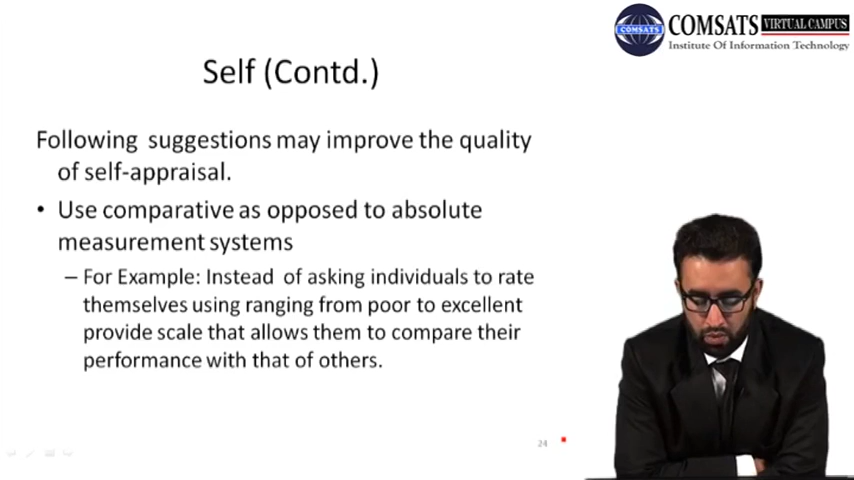 COMSATS VIRTUAL CAMPUS
COMSATS
Institute Of Information Technology
Self (Contd.)
Following suggestions may improve the quality
of self-appraisal.
• Use comparative as opposed to absolute
measurement systems
– For Example: Instead of asking individuals to rate
themselves using ranging from poor to excellent
provide scale that allows them to compare their
performance with that of others.
24